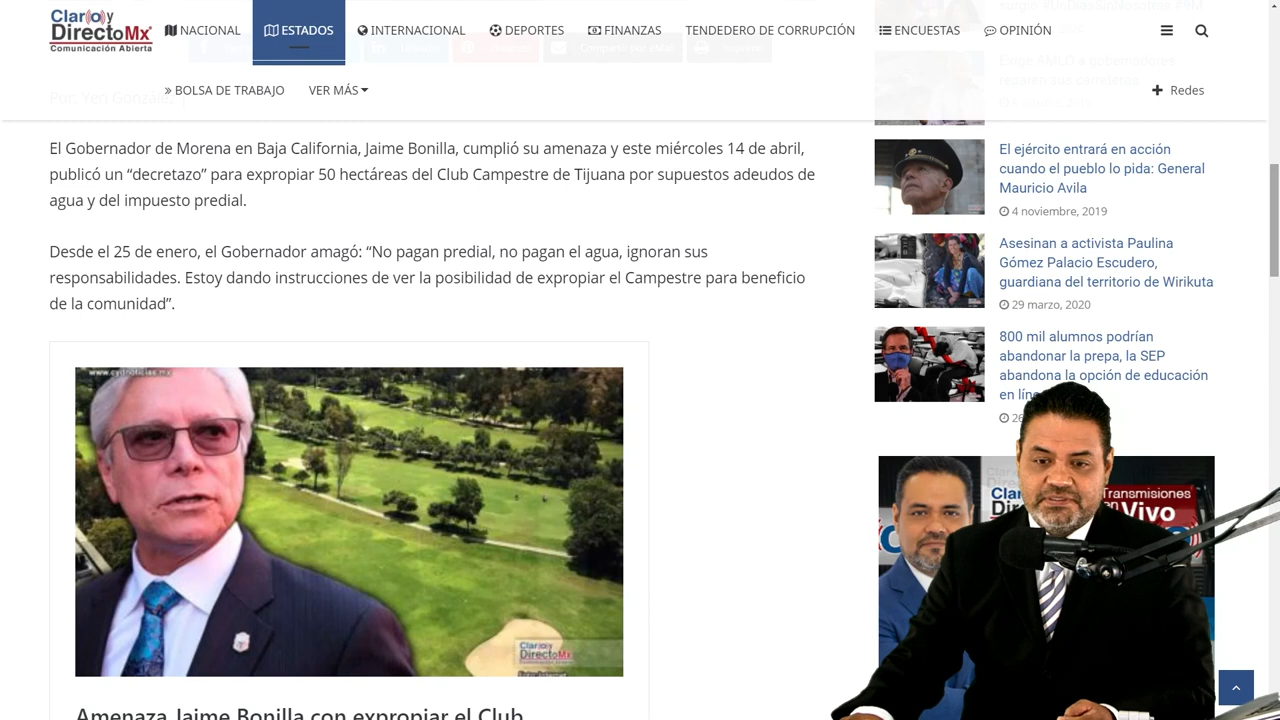 Clar(o)y
DirectoMx
Comunicación Abierta
NACIONAL
ESTADOS
INTERNACIONAL
DEPORTES
FINANZAS
TENDEDERO DE CORRUPCIÓN
ENCUESTAS
OPINIÓN
» BOLSA DE TRABAJO
VER MÁS
+ Redes
surgió #UnDíaSinNosotras #9M
Exige AMLO a gobernadores
Por: Yeri González
El Gobernador de Morena en Baja California, Jaime Bonilla, cumplió su amenaza y este miércoles 14 de abril,
publicó un “decretazo” para expropiar 50 hectáreas del Club Campestre de Tijuana por supuestos adeudos de
agua y del impuesto predial.
Desde el 25 de enero el Gobernador amagó: “No pagan predial, no pagan el agua, ignoran sus
responsabilidades. Estoy dando instrucciones de ver la posibilidad de expropiar el Campestre para beneficio
de la comunidad”.
www.cydnoticias.mx
Clar(o)y
DirectoMx
Amenaza Jaime Bonilla con expropiar el Club
El ejército entrará en acción
cuando el pueblo lo pida: General
Mauricio Avila
4 noviembre, 2019
Asesinan a activista Paulina
Gómez Palacio Escudero,
guardiana del territorio de Wirikuta
29 marzo, 2020
800 mil alumnos podrían
abandonar la prepa, la SEP
abandona la opción de educación
en líne
26
Transmisiones
en Vivo